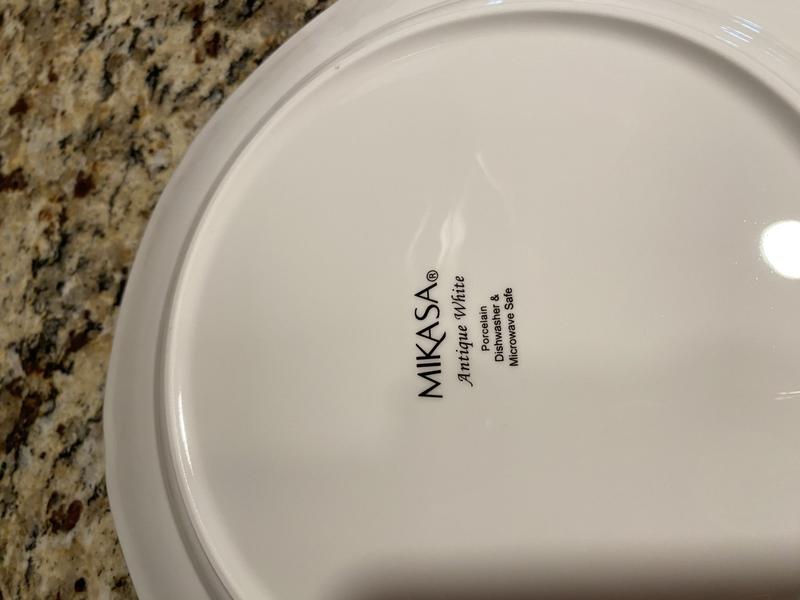 MIKASA®
Antique White
Porcelain
Dishwasher &
Microwave Safe